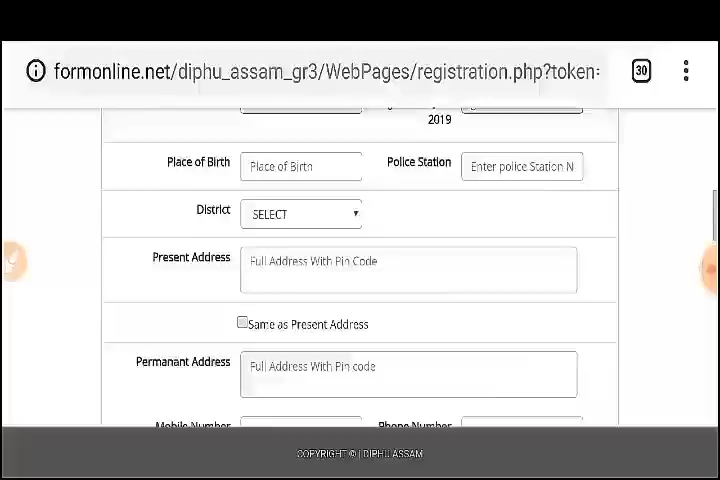 formonline.net/diphu_assam_gr3/WebPages/registration.php?token=
30
2019
Place of Birth
Place of Birth
Police Station
Enter police Station N
District
SELECT
Present Address
Full Address With Pin Code
Same as Present Address
Permanant Address
Full Address With Pin code
Mobile Number
Phone Number
COPYRIGHT © | DIPHU ASSAM